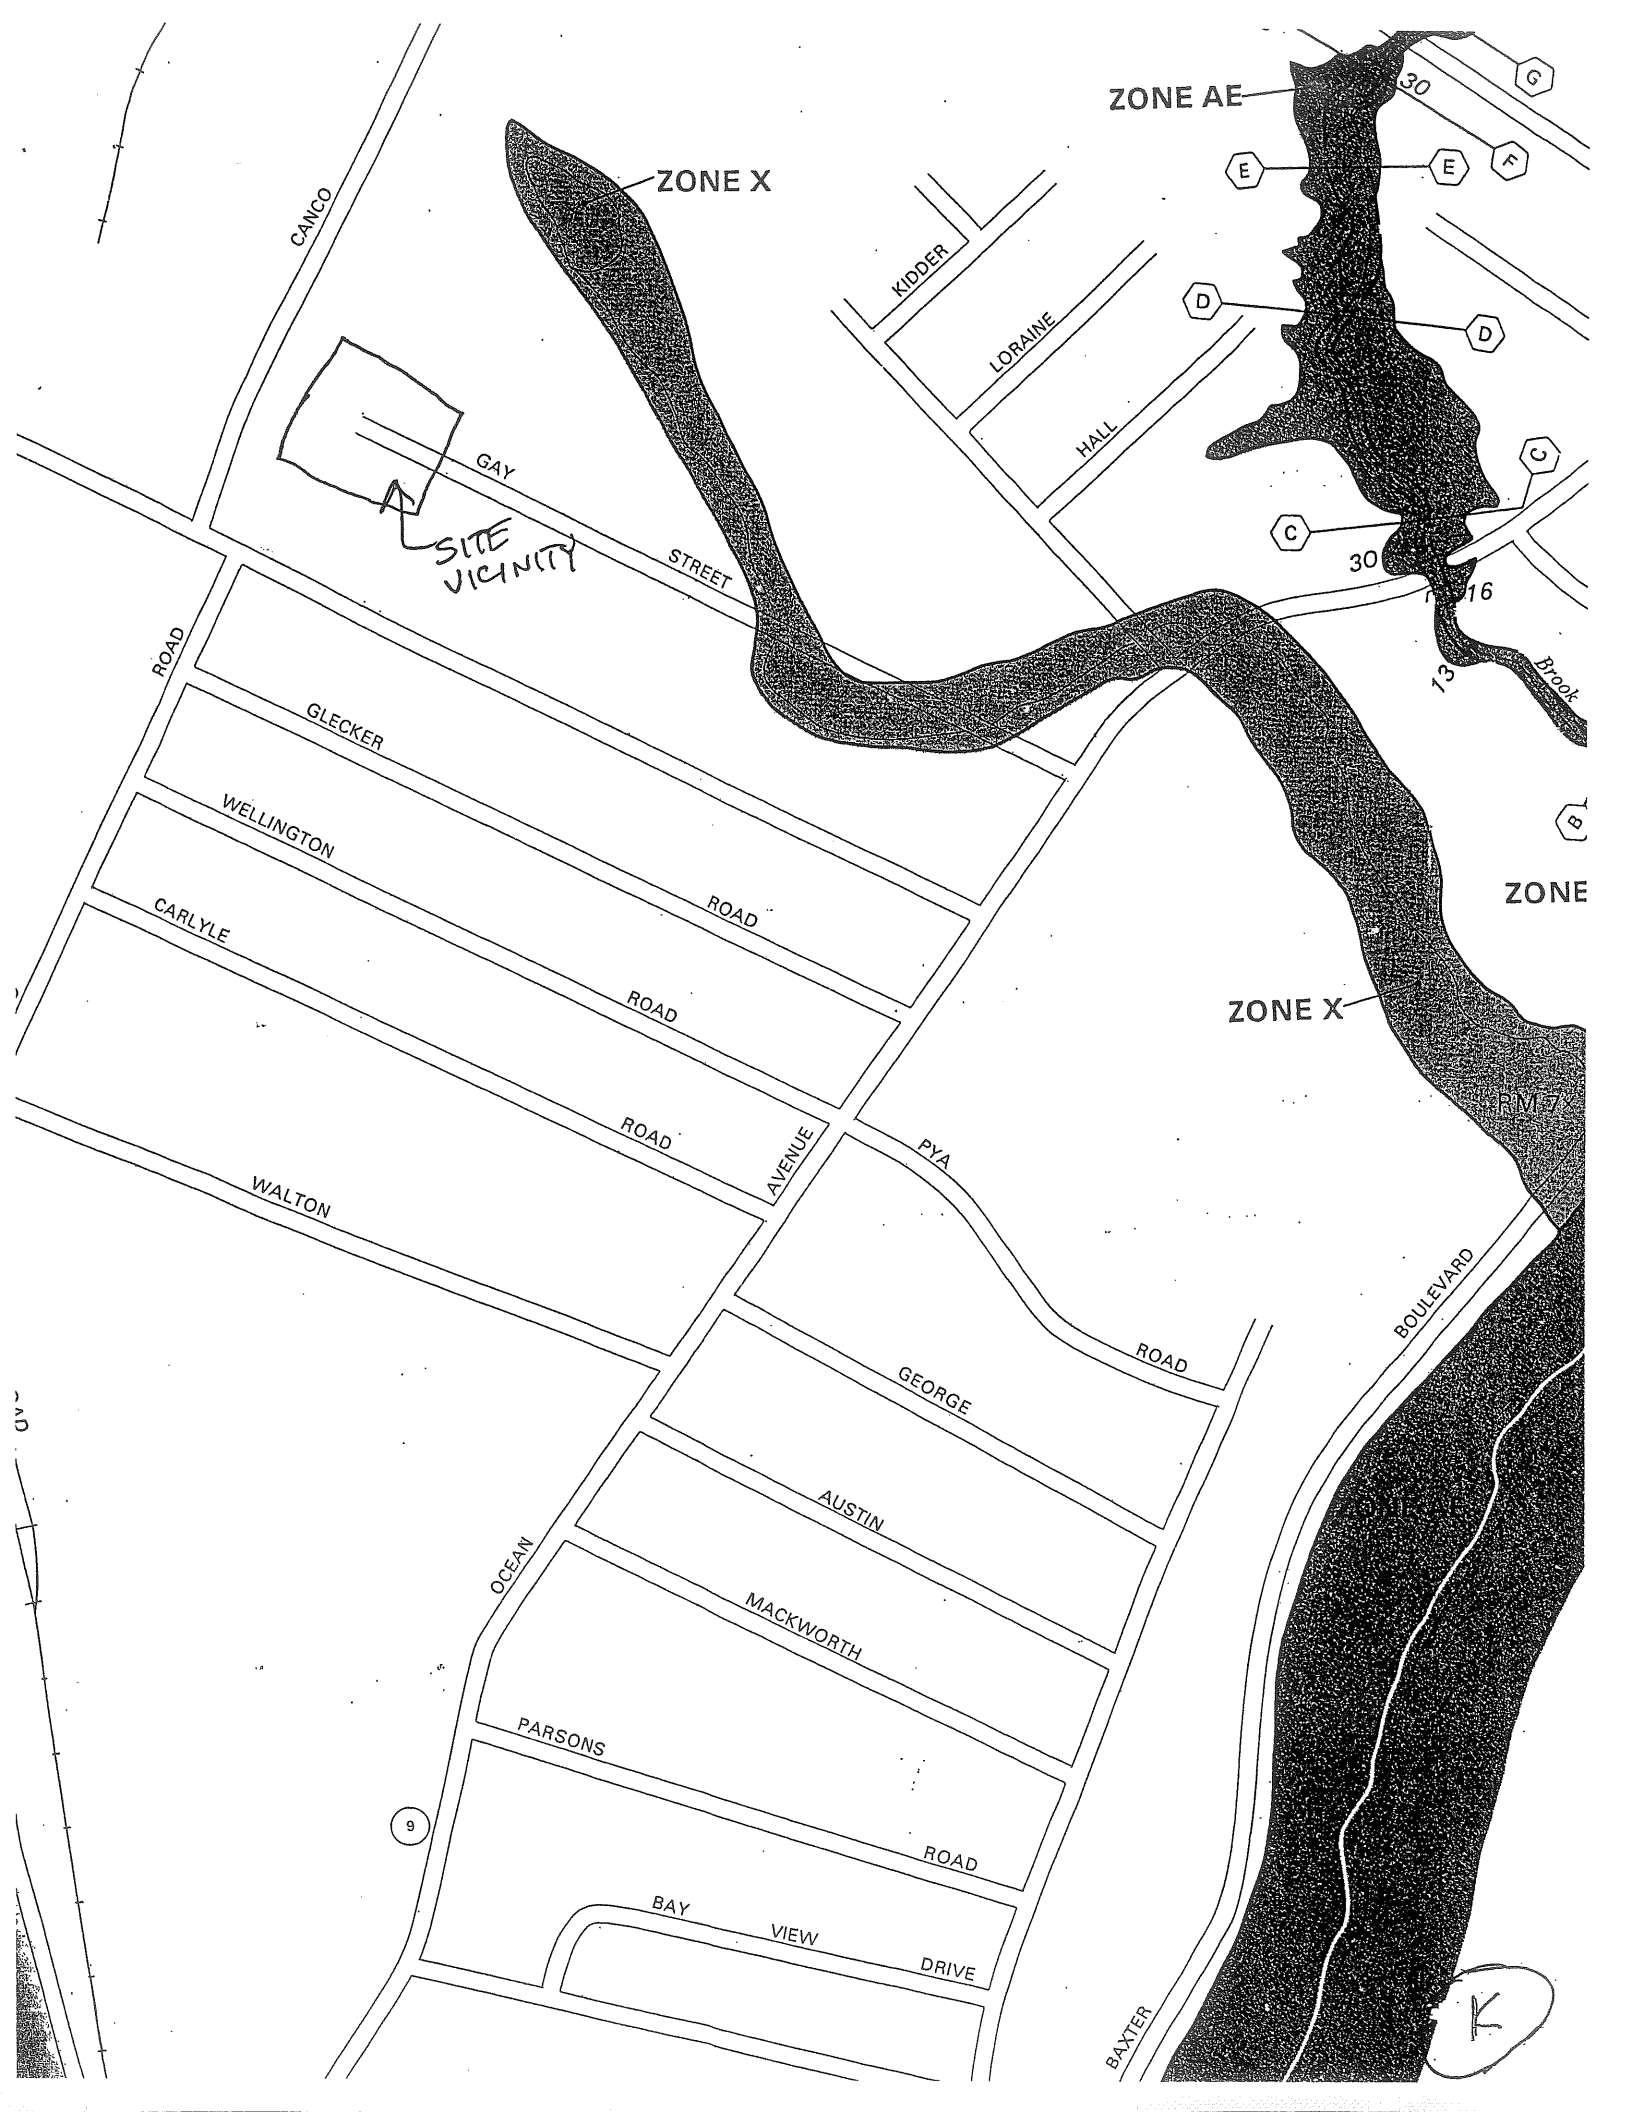 G
30
ZONE AE
F
E
E
ZONE X
CANCO
KIDDER
D
D
LORAINE
HALL
GAY
C
C
SITE
VICINITY
STREET
30
16
13
Brook
ROAD
GLECKER
WELLINGTON
B
ZONE
ROAD
CARLYLE
ROAD
ZONE X
RM 7
ROAD
AVENUE
PYA
WALTON
BOULEVARD
ROAD
GEORGE
AUSTIN
OCEAN
MACKWORTH
PARSONS
9
ROAD
BAY
VIEW
DRIVE
BAXTER
K